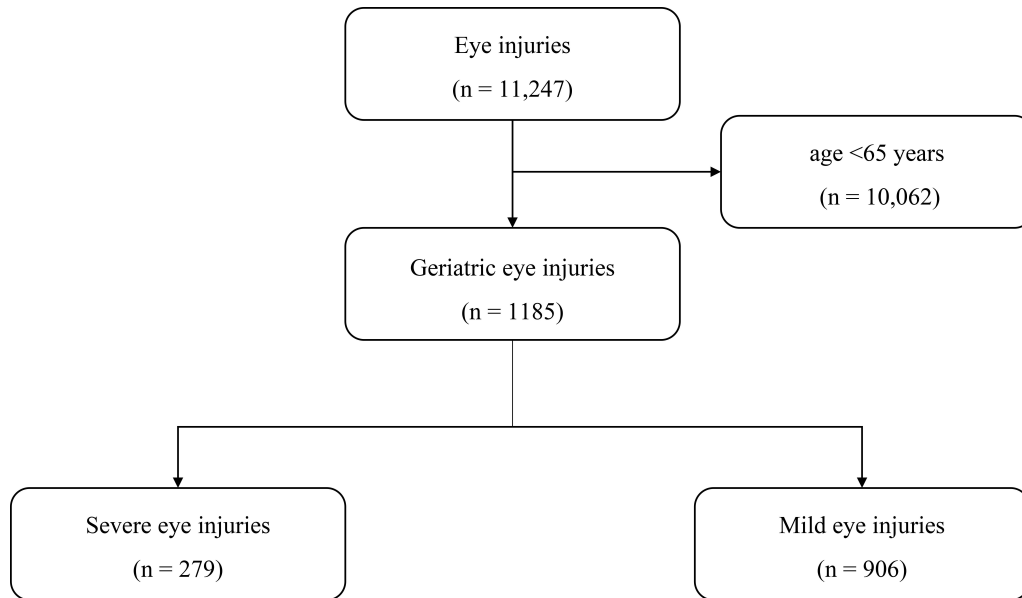 Eye injuries
(n = 11,247)
age <65 years
(n = 10,062)
Geriatric eye injuries
(n = 1185)
Severe eye injuries
(n = 279)
Mild eye injuries
(n = 906)